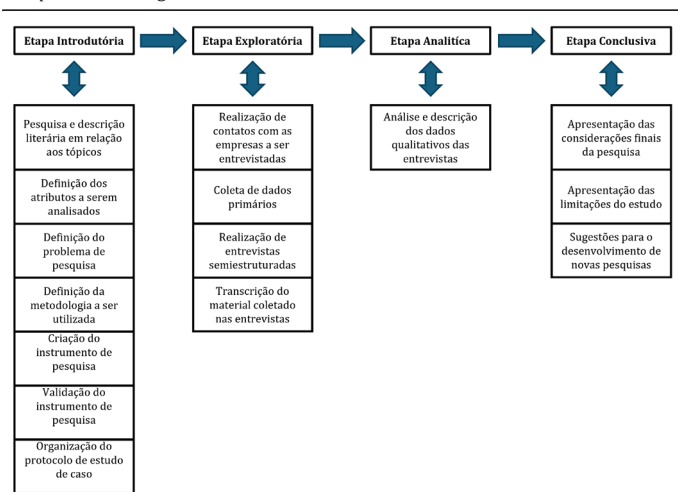 Etapa Introdutória
Etapa Exploratória
Etapa Analitíca
Etapa Conclusiva
Pesquisa e descrição
literária em relação
aos tópicos
Definição dos
atributos a serem
analisados
Definição do
problema de
pesquisa
Definição da
metodologia a ser
utilizada
Criação do
instrumento de
pesquisa
Validação do
instrumento de
pesquisa
Organização do
protocolo de estudo
de caso
Realização de
contatos com as
empresas a ser
entrevistadas
Coleta de dados
primários
Realização de
entrevistas
semiestruturadas
Transcrição do
material coletado
nas entrevistas
Análise e descrição
dos dados
qualitativos das
entrevistas
Apresentação das
considerações finais
da pesquisa
Apresentação das
limitações do estudo
Sugestões para o
desenvolvimento de
novas pesquisas